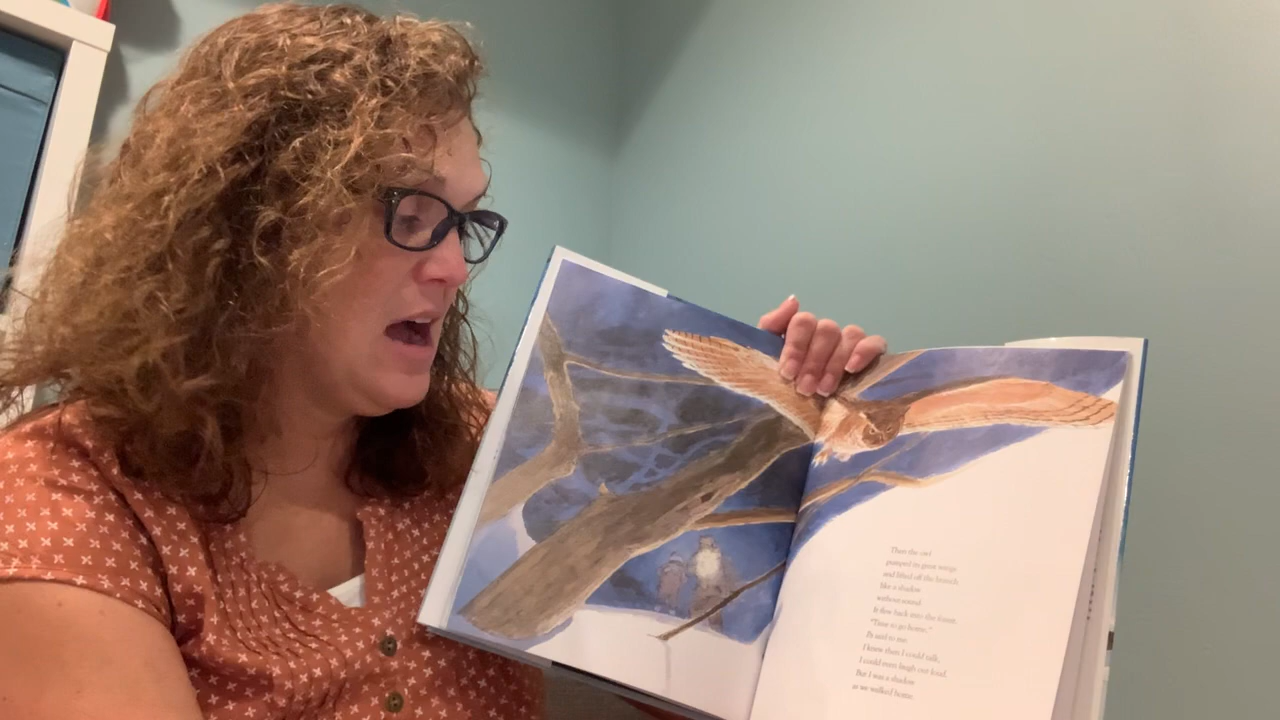 Then the owl
pumped its great wings
and lifted off the branch
like a shadow
without sound.
It flew back into the forest.
"Time to go home,"
Pa said to me.
I knew then I could talk,
I could even laugh out loud.
But I was a shadow
as we walked home.